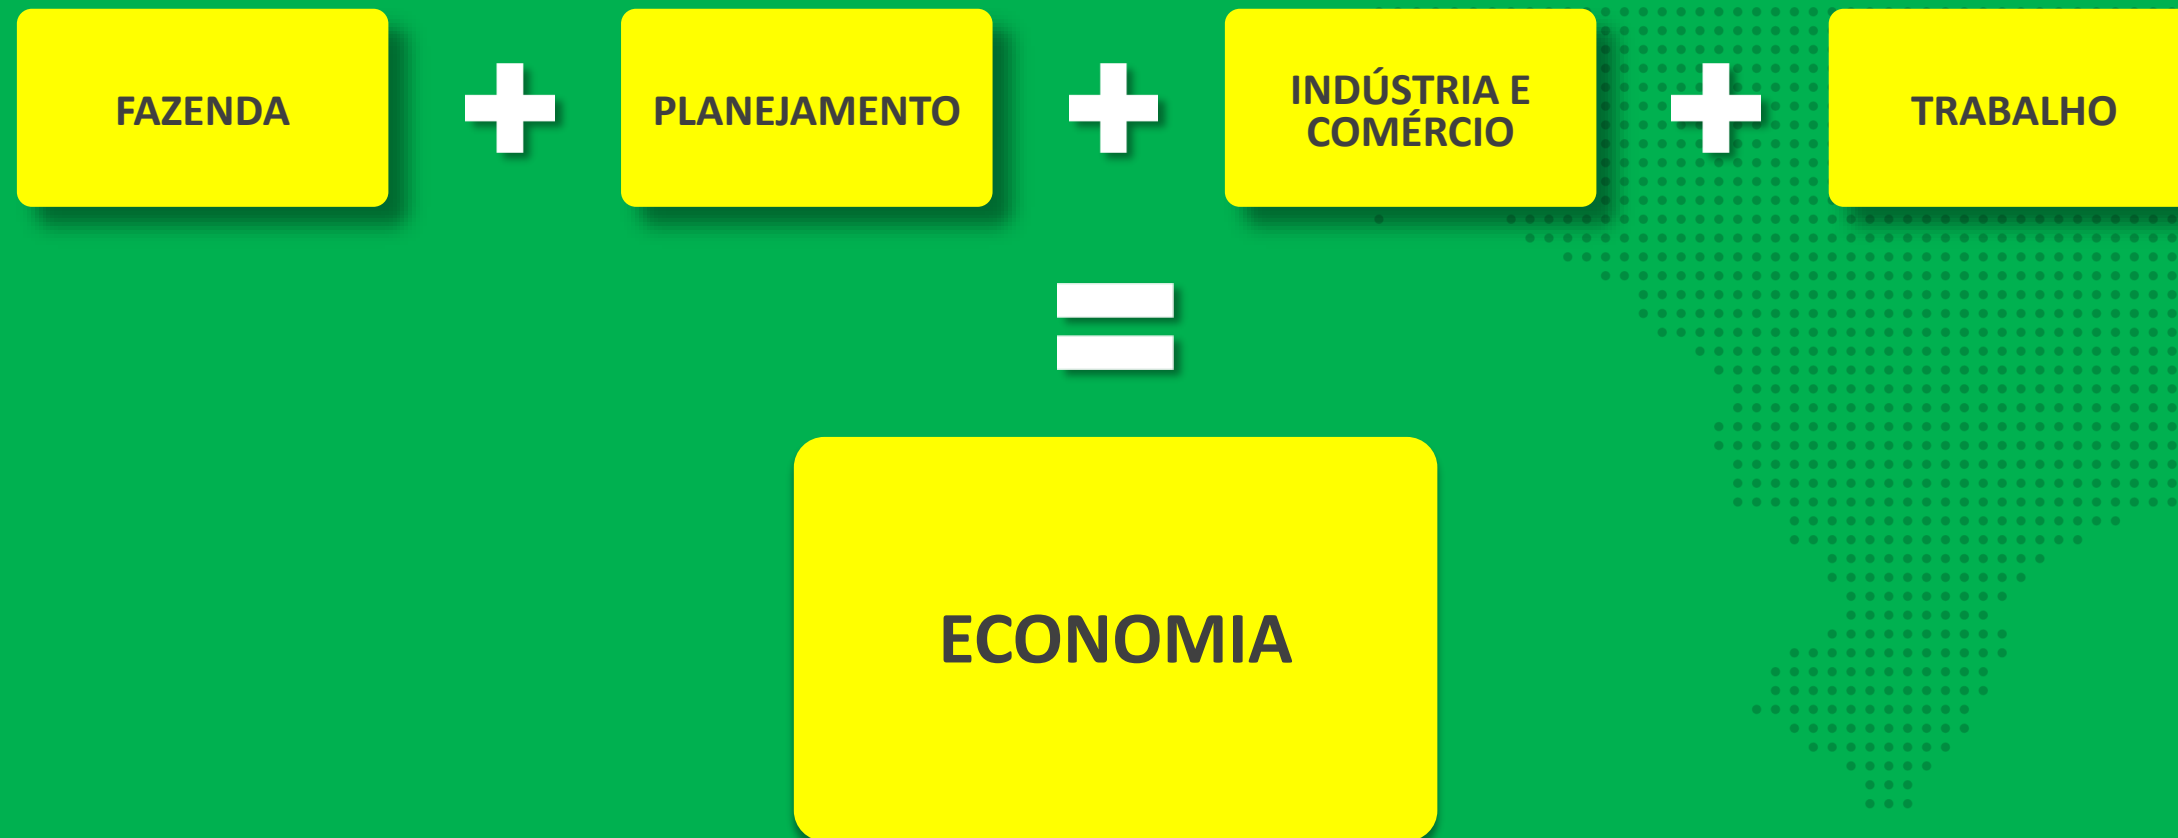 FAZENDA
PLANEJAMENTO
INDÚSTRIA E
COMÉRCIO
TRABALHO
ECONOMIA